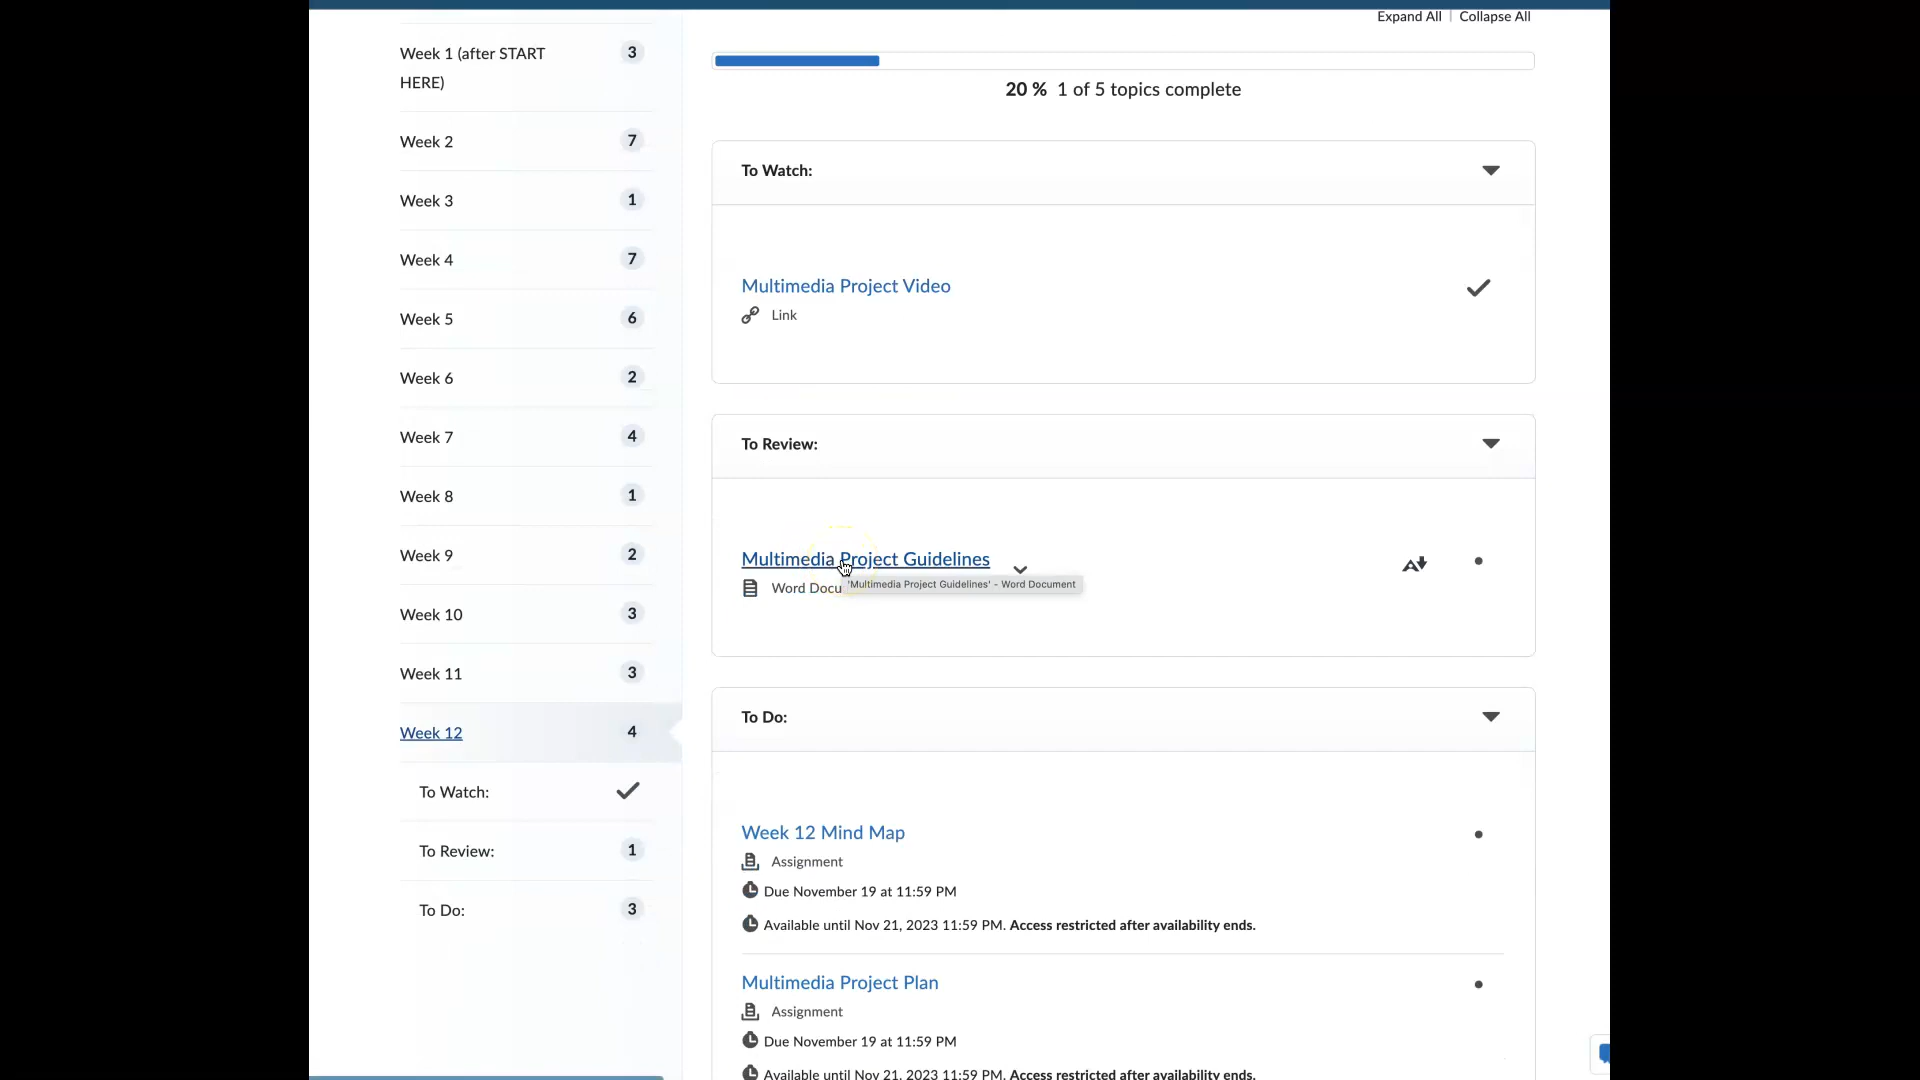 Expand All | Collapse All
Week 1 (after START
HERE)
3
Week 2
7
Week 3
1
Week 4
7
Week 5
6
Week 6
2
Week 7
4
Week 8
1
Week 9
2
Week 10
3
Week 11
3
Week 12
4
To Watch:
To Review:
1
To Do:
3
20 % 1 of 5 topics complete
To Watch:
Multimedia Project Video
Link
To Review:
Multimedia Project Guidelines
Word Docu
'Multimedia Project Guidelines' - Word Document
To Do:
Week 12 Mind Map
Assignment
Due November 19 at 11:59 PM
Available until Nov 21, 2023 11:59 PM. Access restricted after availability ends.
Multimedia Project Plan
Assignment
Due November 19 at 11:59 PM
Available until Nov 21, 2023 11:59 PM. Access restricted after availability ends.